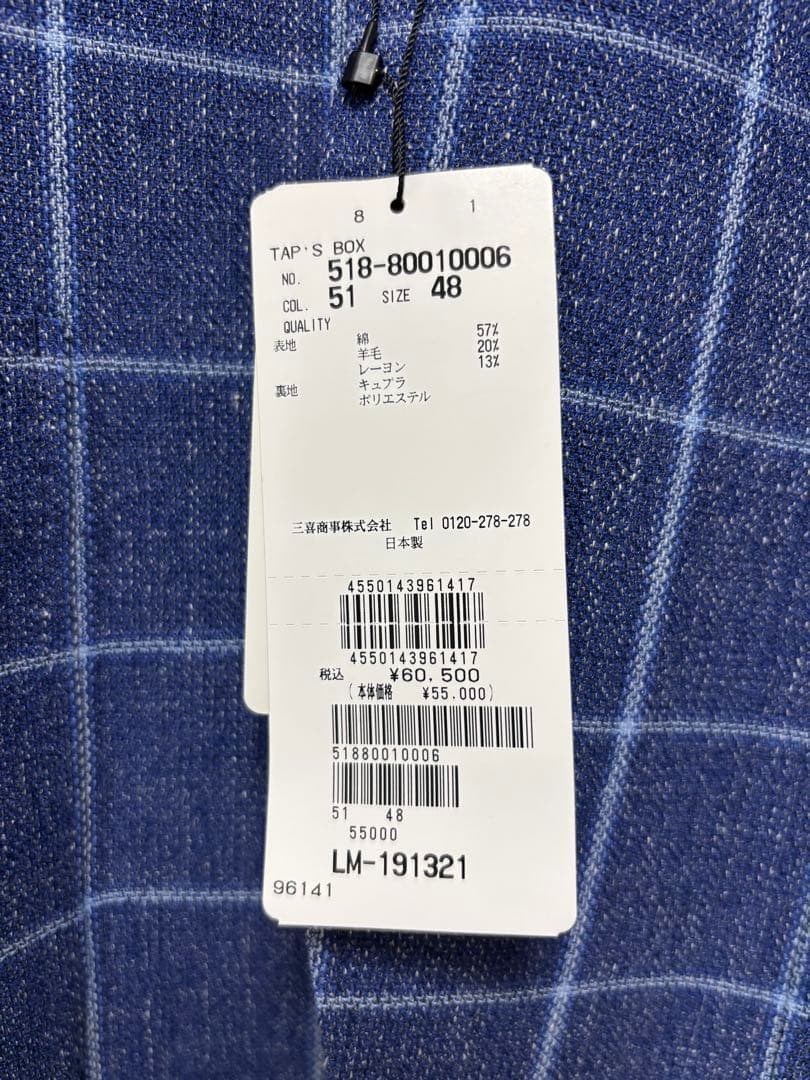 8 1
TAP'S BOX
NO. 518-80010006
COL. 51 SIZE 48
QUALITY
表地 綿 57%
羊毛 20%
レーヨン 13%
裏地 キュプラ
ポリエステル
三喜商事株式会社 Tel 0120-278-278
日本製
4550143961417
4550143961417
税込 ¥60,500
(本体価格 ¥55.000)
51880010006
51 48
55000
LM-191321
96141